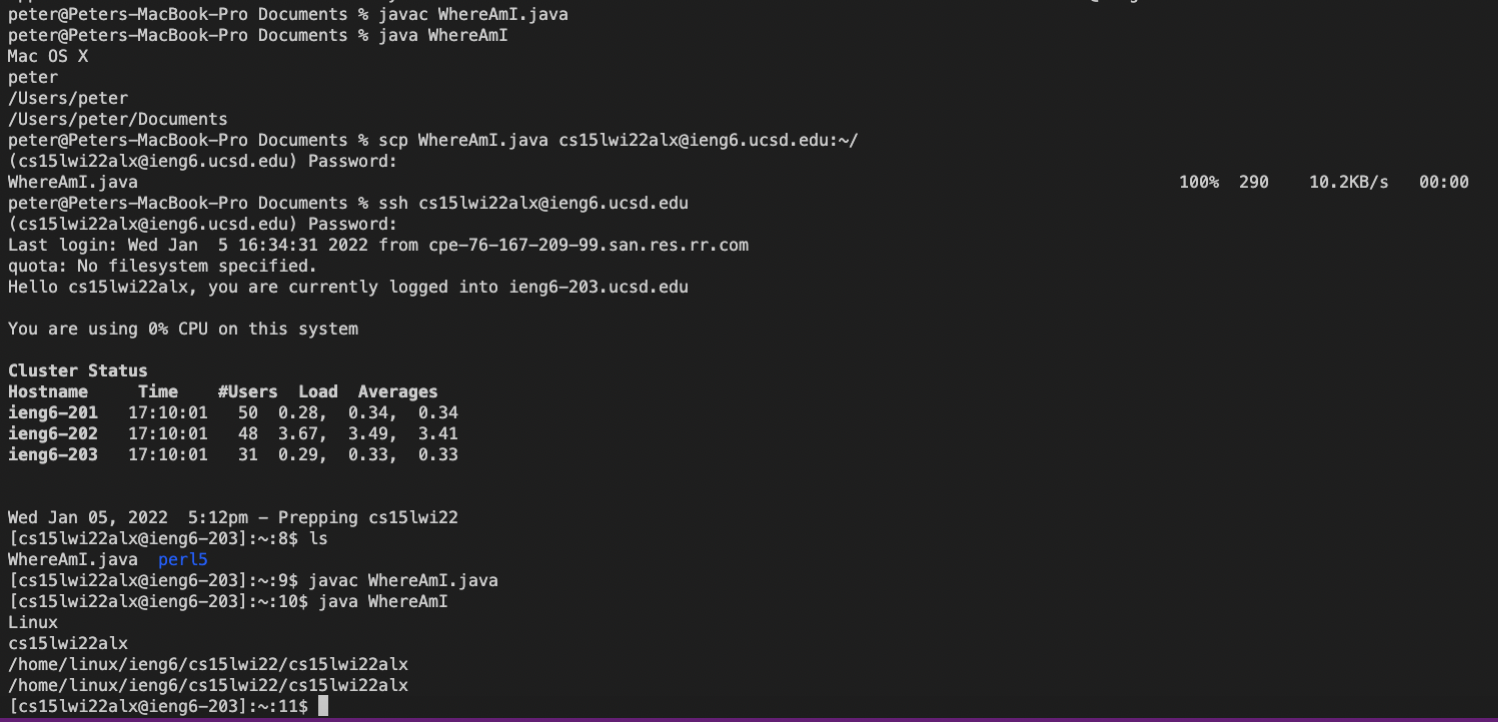 peter@Peters-MacBook-Pro Documents % javac WhereAmI.java
peter@Peters-MacBook-Pro Documents % java WhereAmI
Mac OS X
peter
/Users/peter
/Users/peter/Documents
peter@Peters-MacBook-Pro Documents % scp WhereAmI.java cs15lwi22alx@ieng6.ucsd.edu:~/
(cs15lwi22alx@ieng6.ucsd.edu) Password:
WhereAmI.java 100% 290 10.2KB/s 00:00
peter@Peters-MacBook-Pro Documents % ssh cs15lwi22alx@ieng6.ucsd.edu
(cs15lwi22alx@ieng6.ucsd.edu) Password:
Last login: Wed Jan  5 16:34:31 2022 from cpe-76-167-209-99.san.res.rr.com
quota: No filesystem specified.
Hello cs15lwi22alx, you are currently logged into ieng6-203.ucsd.edu
You are using 0% CPU on this system
Cluster Status
Hostname     Time    #Users  Load  Averages
ieng6-201   17:10:01   50  0.28,  0.34,  0.34
ieng6-202   17:10:01   48  3.67,  3.49,  3.41
ieng6-203   17:10:01   31  0.29,  0.33,  0.33
Wed Jan 05, 2022  5:12pm - Prepping cs15lwi22
[cs15lwi22alx@ieng6-203]:~:8$ ls
WhereAmI.java  perl5
[cs15lwi22alx@ieng6-203]:~:9$ javac WhereAmI.java
[cs15lwi22alx@ieng6-203]:~:10$ java WhereAmI
Linux
cs15lwi22alx
/home/linux/ieng6/cs15lwi22/cs15lwi22alx
/home/linux/ieng6/cs15lwi22/cs15lwi22alx
[cs15lwi22alx@ieng6-203]:~:11$